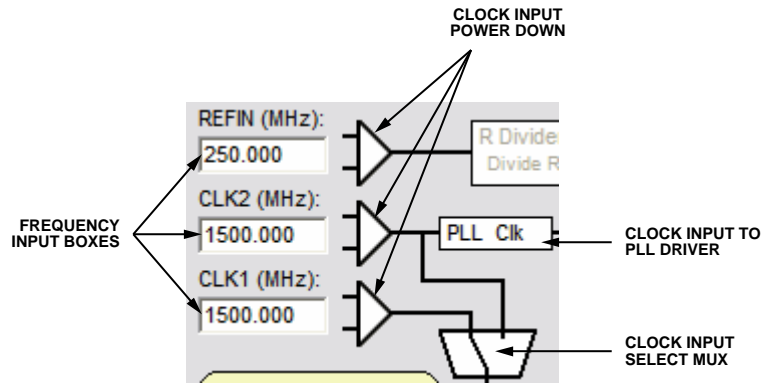 CLOCK INPUT
POWER DOWN
REFIN (MHz):
250.000
R Divide
Divide R
CLK2 (MHz):
1500.000
PLL Clk
FREQUENCY
INPUT BOXES
CLOCK INPUT TO
PLL DRIVER
CLK1 (MHz):
1500.000
CLOCK INPUT
SELECT MUX